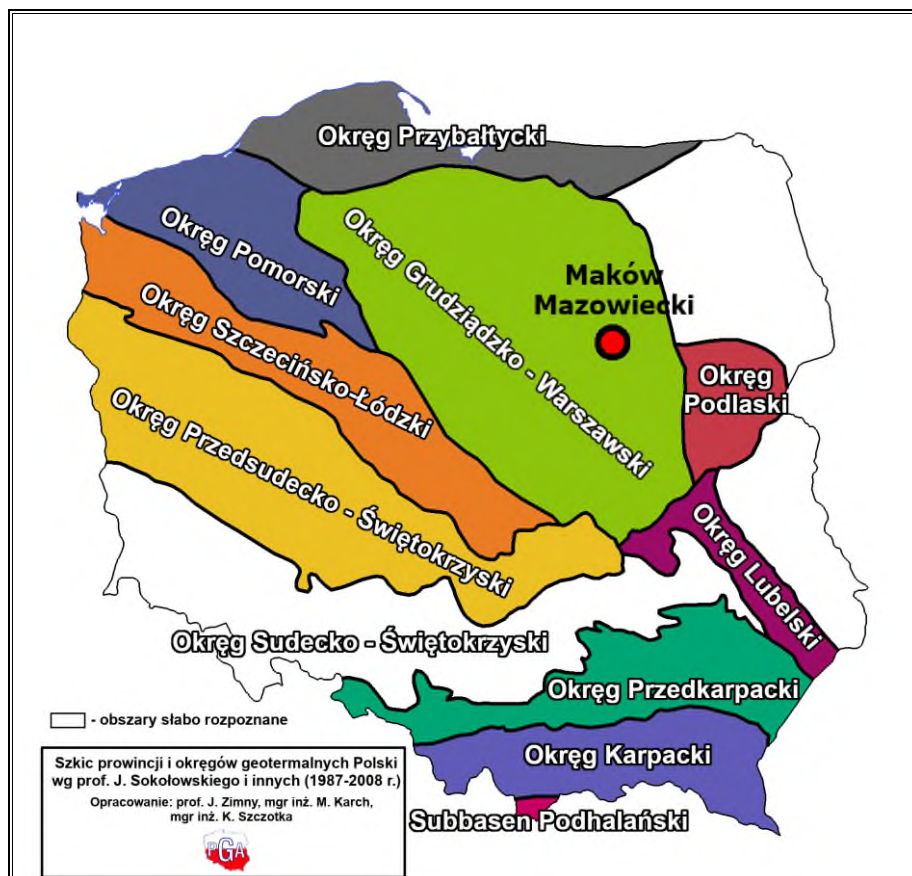 Okręg Przybałtycki
Okręg Pomorski
Okręg Grudziądzko - Warszawski
Maków
Mazowiecki
Okręg Szczecińsko-Łódzki
Okręg
Podlaski
Okręg Przedsudecko - Świętokrzyski
Okręg Lubelski
Okręg Sudecko - Świętokrzyski
Okręg Przedkarpacki
- obszary słabo rozpoznane
Okręg Karpacki
Szkic prowincji i okręgów geotermalnych Polski
wg prof. J. Sokołowskiego i innych (1987-2008 r.)
Opracowanie: prof. J. Zimny, mgr inż. M. Karch,
mgr inż. K. Szczotka
PGA
Subbasen Podhalański